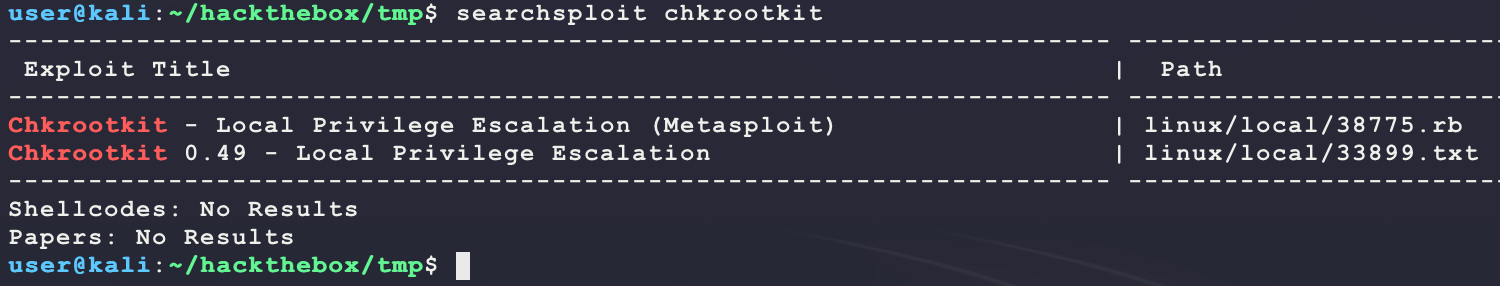 user@kali:~/hackthebox/tmp$ searchsploit chkrootkit
--------------------------------------------------------------------- ------------------------
Exploit Title | Path
--------------------------------------------------------------------- ------------------------
Chkrootkit - Local Privilege Escalation (Metasploit) | linux/local/38775.rb
Chkrootkit 0.49 - Local Privilege Escalation | linux/local/33899.txt
--------------------------------------------------------------------- ------------------------
Shellcodes: No Results
Papers: No Results
user@kali:~/hackthebox/tmp$